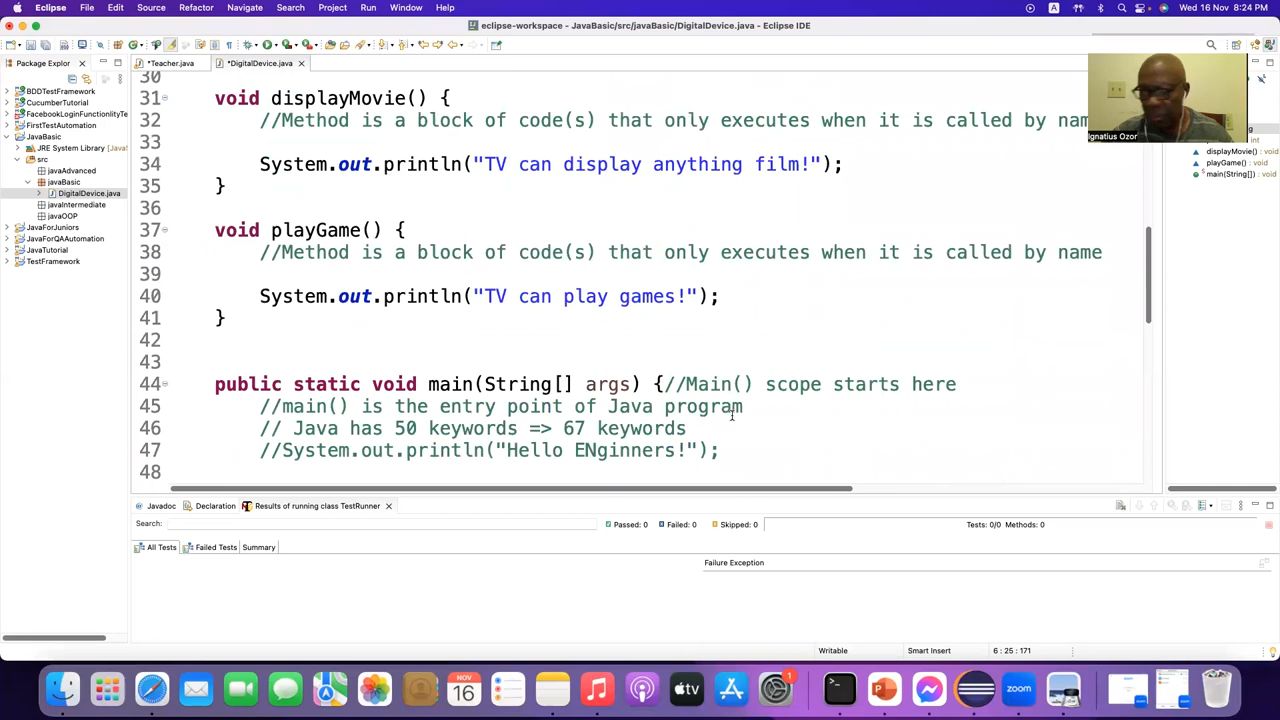 Eclipse File Edit Source Refactor Navigate Search Project Run Window Help
A
Wed 16 Nov 8:24 PM
eclipse-workspace - JavaBasic/src/javaBasic/DigitalDevice.java - Eclipse IDE
Package Explor
*Teacher.java
*DigitalDevice.java
BDDTestFramework
CucumberTutorial
FacebookLoginFunctionlityTe
FirstTestAutomation
JavaBasic
JRE System Library [Java
src
javaAdvanced
javaBasic
DigitalDevice.java
javaIntermediate
javaOOP
JavaForJuniors
JavaForQAAutomation
JavaTutorial
TestFramework
30
31 void displayMovie() {
32 //Method is a block of code(s) that only executes when it is called by nam
33
34 System.out.println("TV can display anything film!");
35 }
36
37 void playGame() {
38 //Method is a block of code(s) that only executes when it is called by name
39
40 System.out.println("TV can play games!");
41 }
42
43
44 public static void main(String[] args) {//Main() scope starts here
45 //main() is the entry point of Java program
46 // Java has 50 keywords => 67 keywords
47 //System.out.println("Hello ENginners!");
48
Ignatius Ozor
int
displayMovie() : void
playGame() : void
main(String[]) : void
Javadoc Declaration Results of running class TestRunner
Search:
Passed: 0 Failed: 0 Skipped: 0 Tests: 0/0 Methods: 0
All Tests Failed Tests Summary
Failure Exception
Writable Smart Insert 6 : 25 : 171
NOV
16
tv
1
zoom
zoom